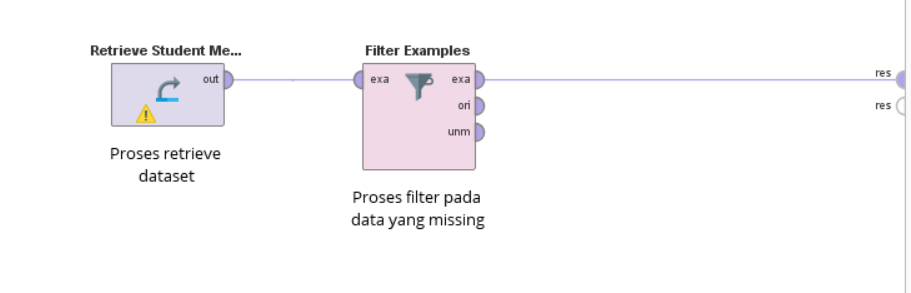 Retrieve Student Me...
Filter Examples
out
exa
exa
res
ori
res
unm
Proses retrieve
dataset
Proses filter pada
data yang missing